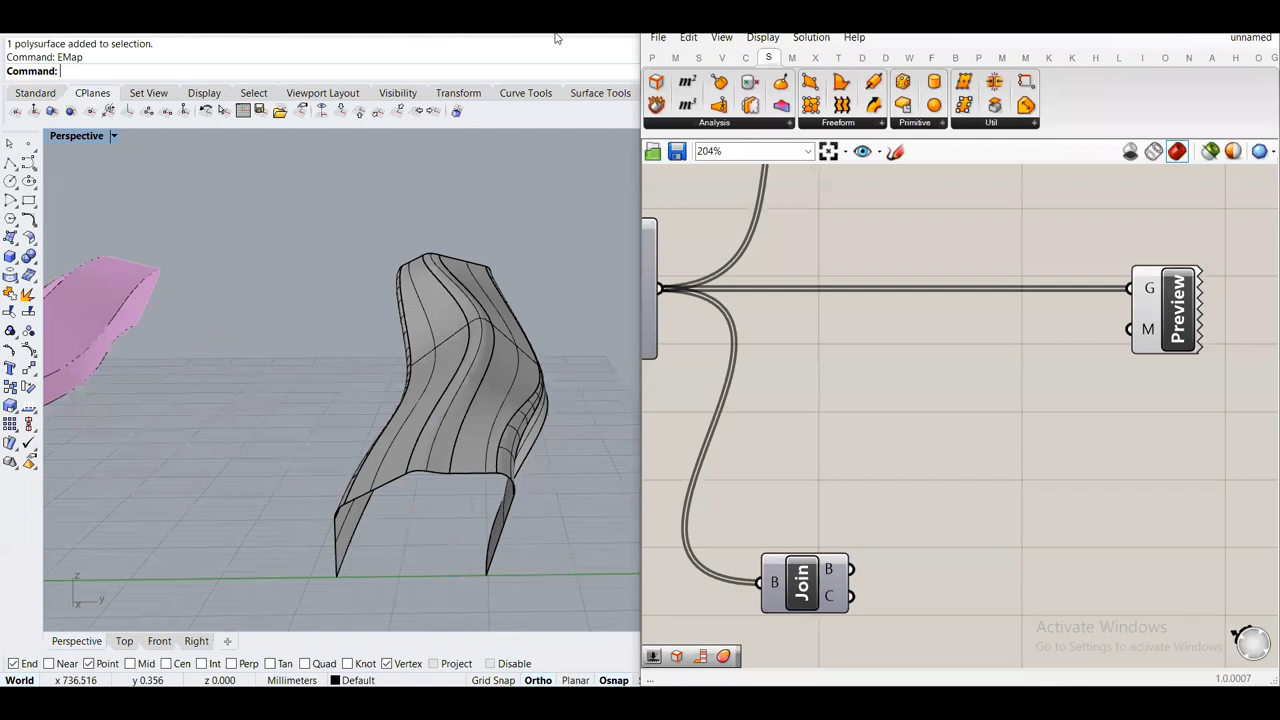 1 polysurface added to selection.
Command: EMap
Command:
Standard CPlanes Set View Display Select Viewport Layout Visibility Transform Curve Tools Surface Tools
Perspective
z
x y
Perspective Top Front Right
End Near Point Mid Cen Int Perp Tan Quad Knot Vertex Project Disable
World x 736.516 y 0.356 z 0.000 Millimeters Default Grid Snap Ortho Planar Osnap
File Edit View Display Solution Help unnamed
P M S V C S M X T D I O N A H O G
m² m³
Analysis Freeform Primitive Util
204%
G
M
Preview
B
Join
B
C
Activate Windows
Go to Settings to activate Windows.
... 1.0.0007